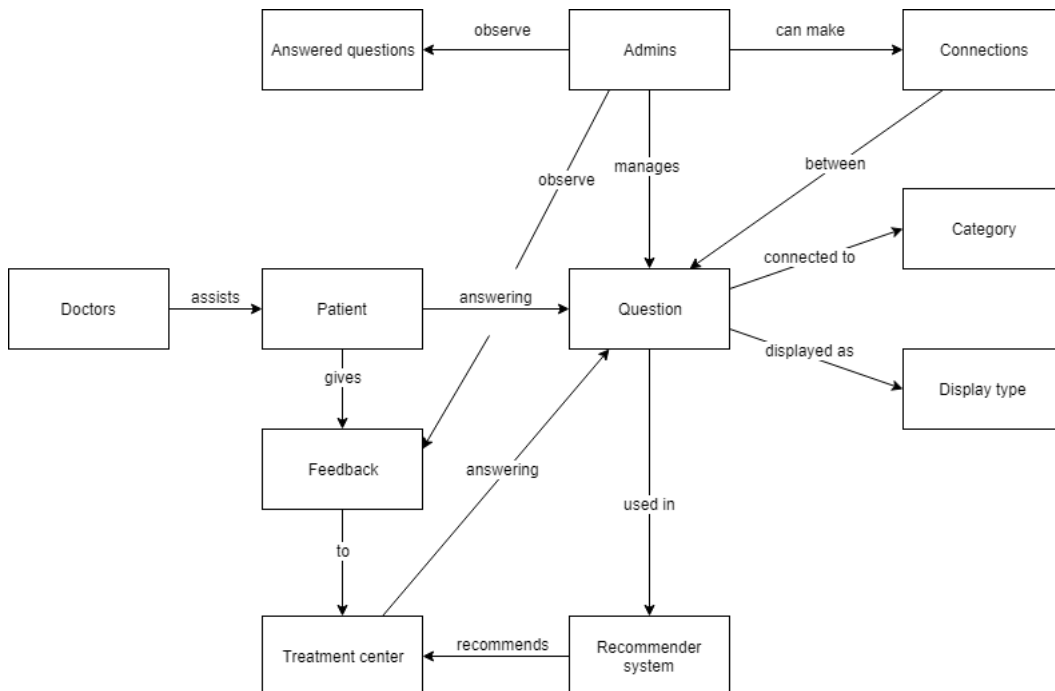 Answered questions
observe
Admins
can make
Connections
manages
observe
between
Category
connected to
Doctors
assists
Patient
answering
Question
displayed as
Display type
gives
Feedback
answering
used in
to
Treatment center
recommends
Recommender
system